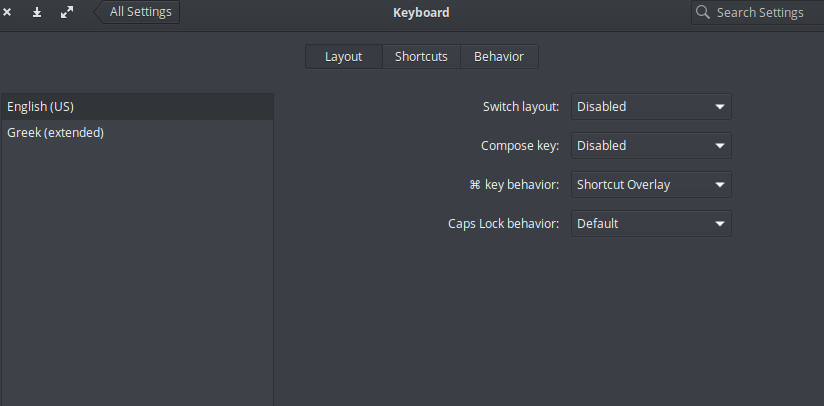 All Settings
Keyboard
Search Settings
Layout
Shortcuts
Behavior
English (US)
Greek (extended)
Switch layout:
Disabled
Compose key:
Disabled
⌘ key behavior:
Shortcut Overlay
Caps Lock behavior:
Default